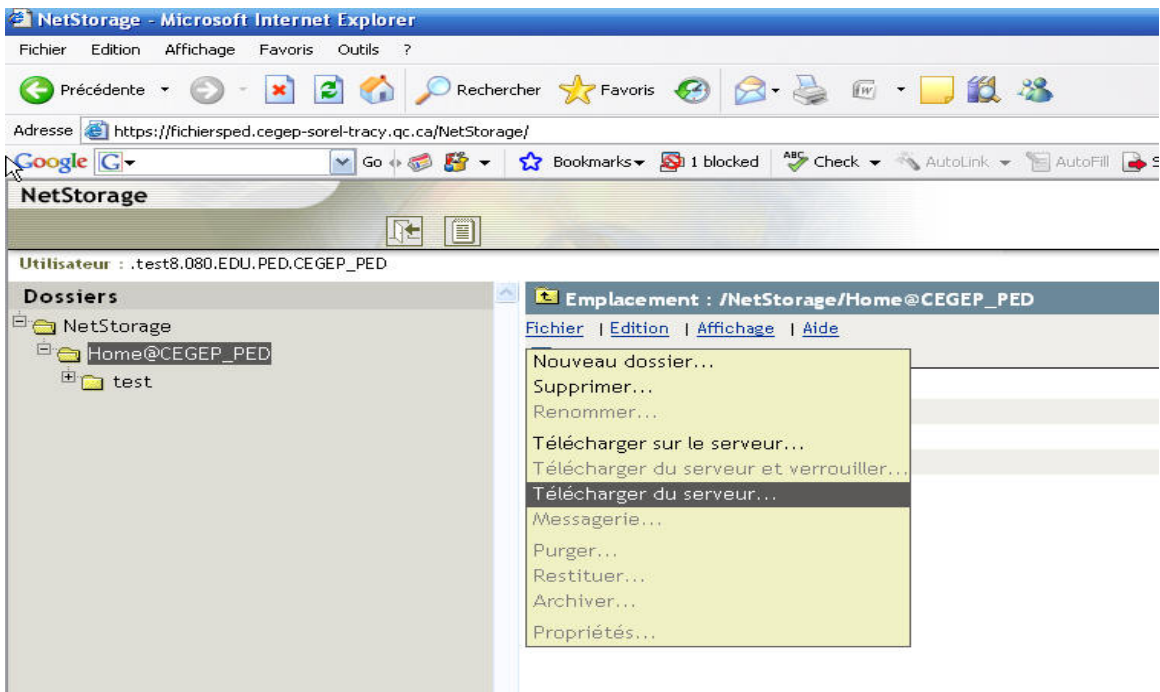 NetStorage - Microsoft Internet Explorer
Fichier Edition Affichage Favoris Outils ?
Précédente Rechercher Favoris
Adresse https://fichiersped.cegep-sorel-tracy.qc.ca/NetStorage/
Google G Go Bookmarks 1 blocked ABC Check AutoLink AutoFill S
NetStorage
Utilisateur : .test8.080.EDU.PED.CEGEP_PED
Dossiers
NetStorage
Home@CEGEP_PED
test
Emplacement : /NetStorage/Home@CEGEP_PED
Fichier | Edition | Affichage | Aide
Nouveau dossier...
Supprimer...
Renommer...
Télécharger sur le serveur...
Télécharger du serveur et verrouiller...
Télécharger du serveur...
Messagerie...
Purger...
Restituer...
Archiver...
Propriétés...